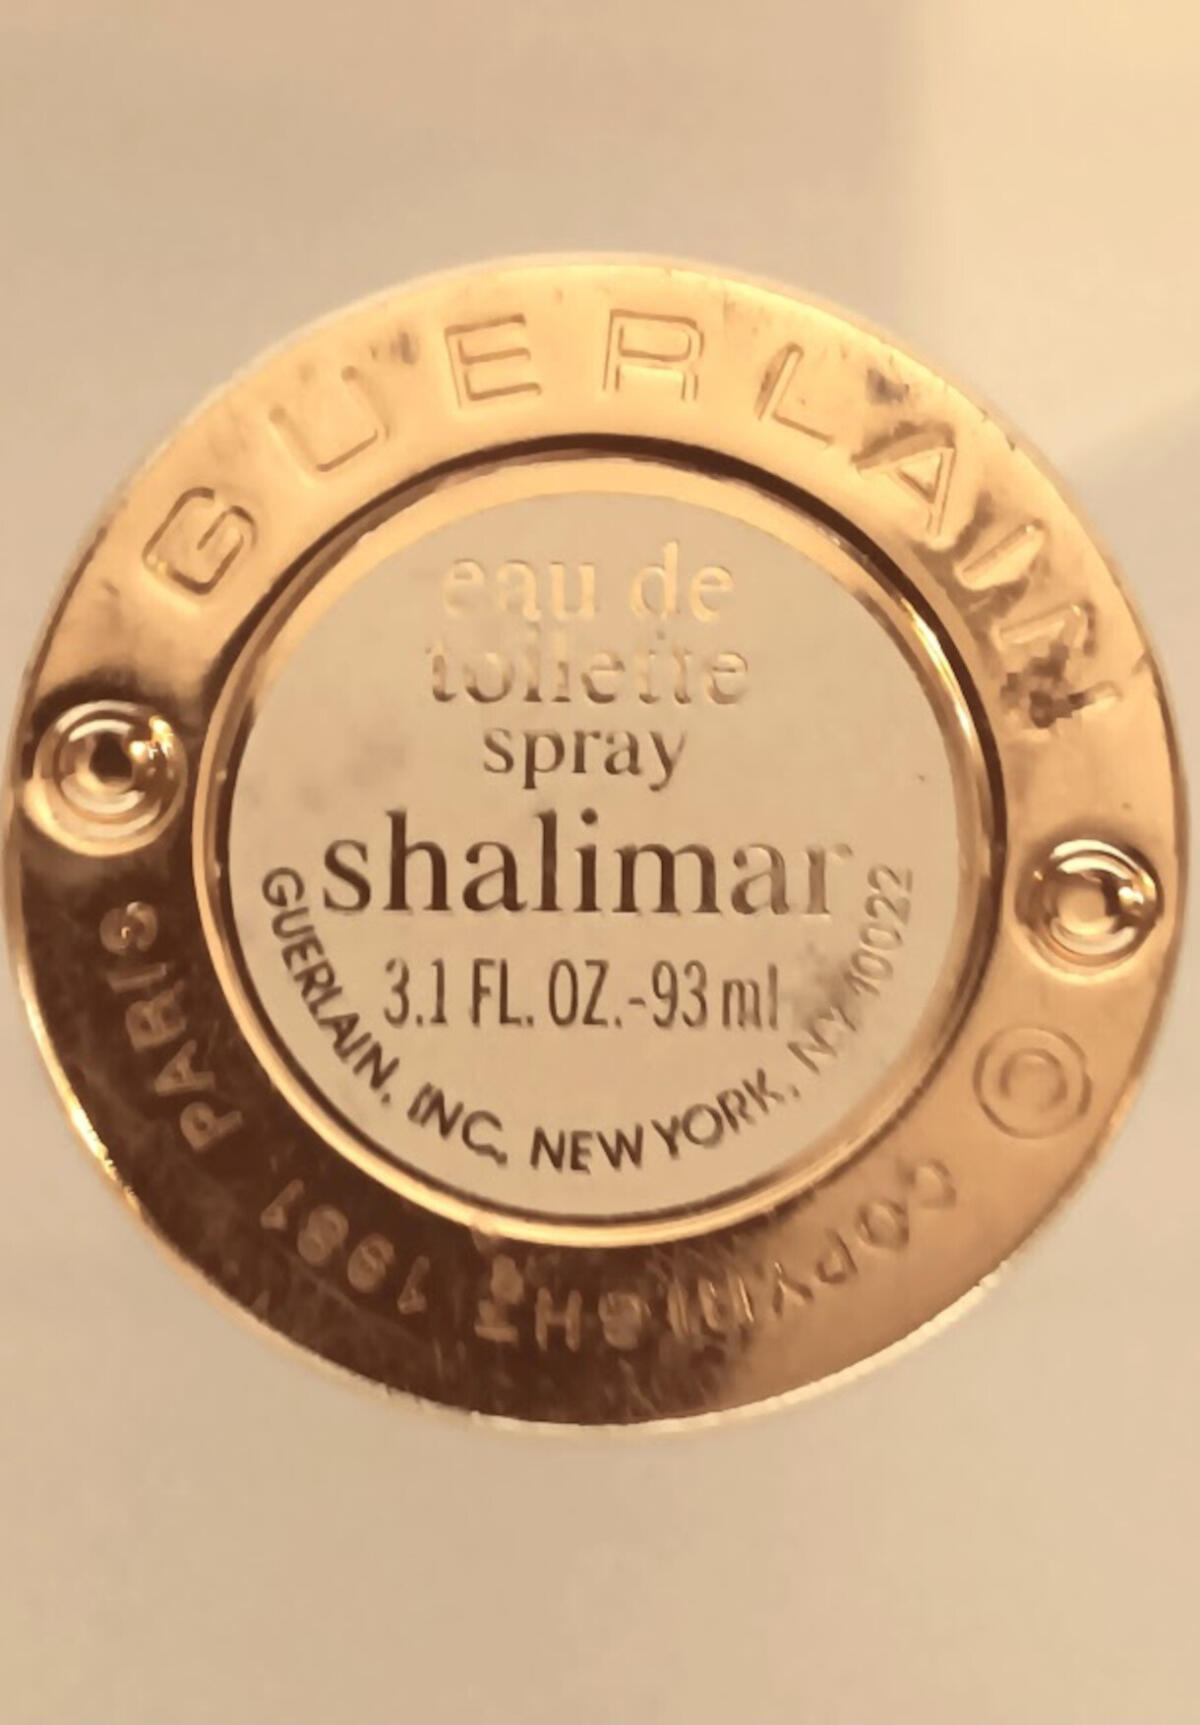 GUERLAIN
eau de
toilette
spray
shalimar
3.1 FL. OZ.-93 ml
GUERLAIN, INC. NEW YORK, NY 10022
© COPYRIGHT 1981 PARIS